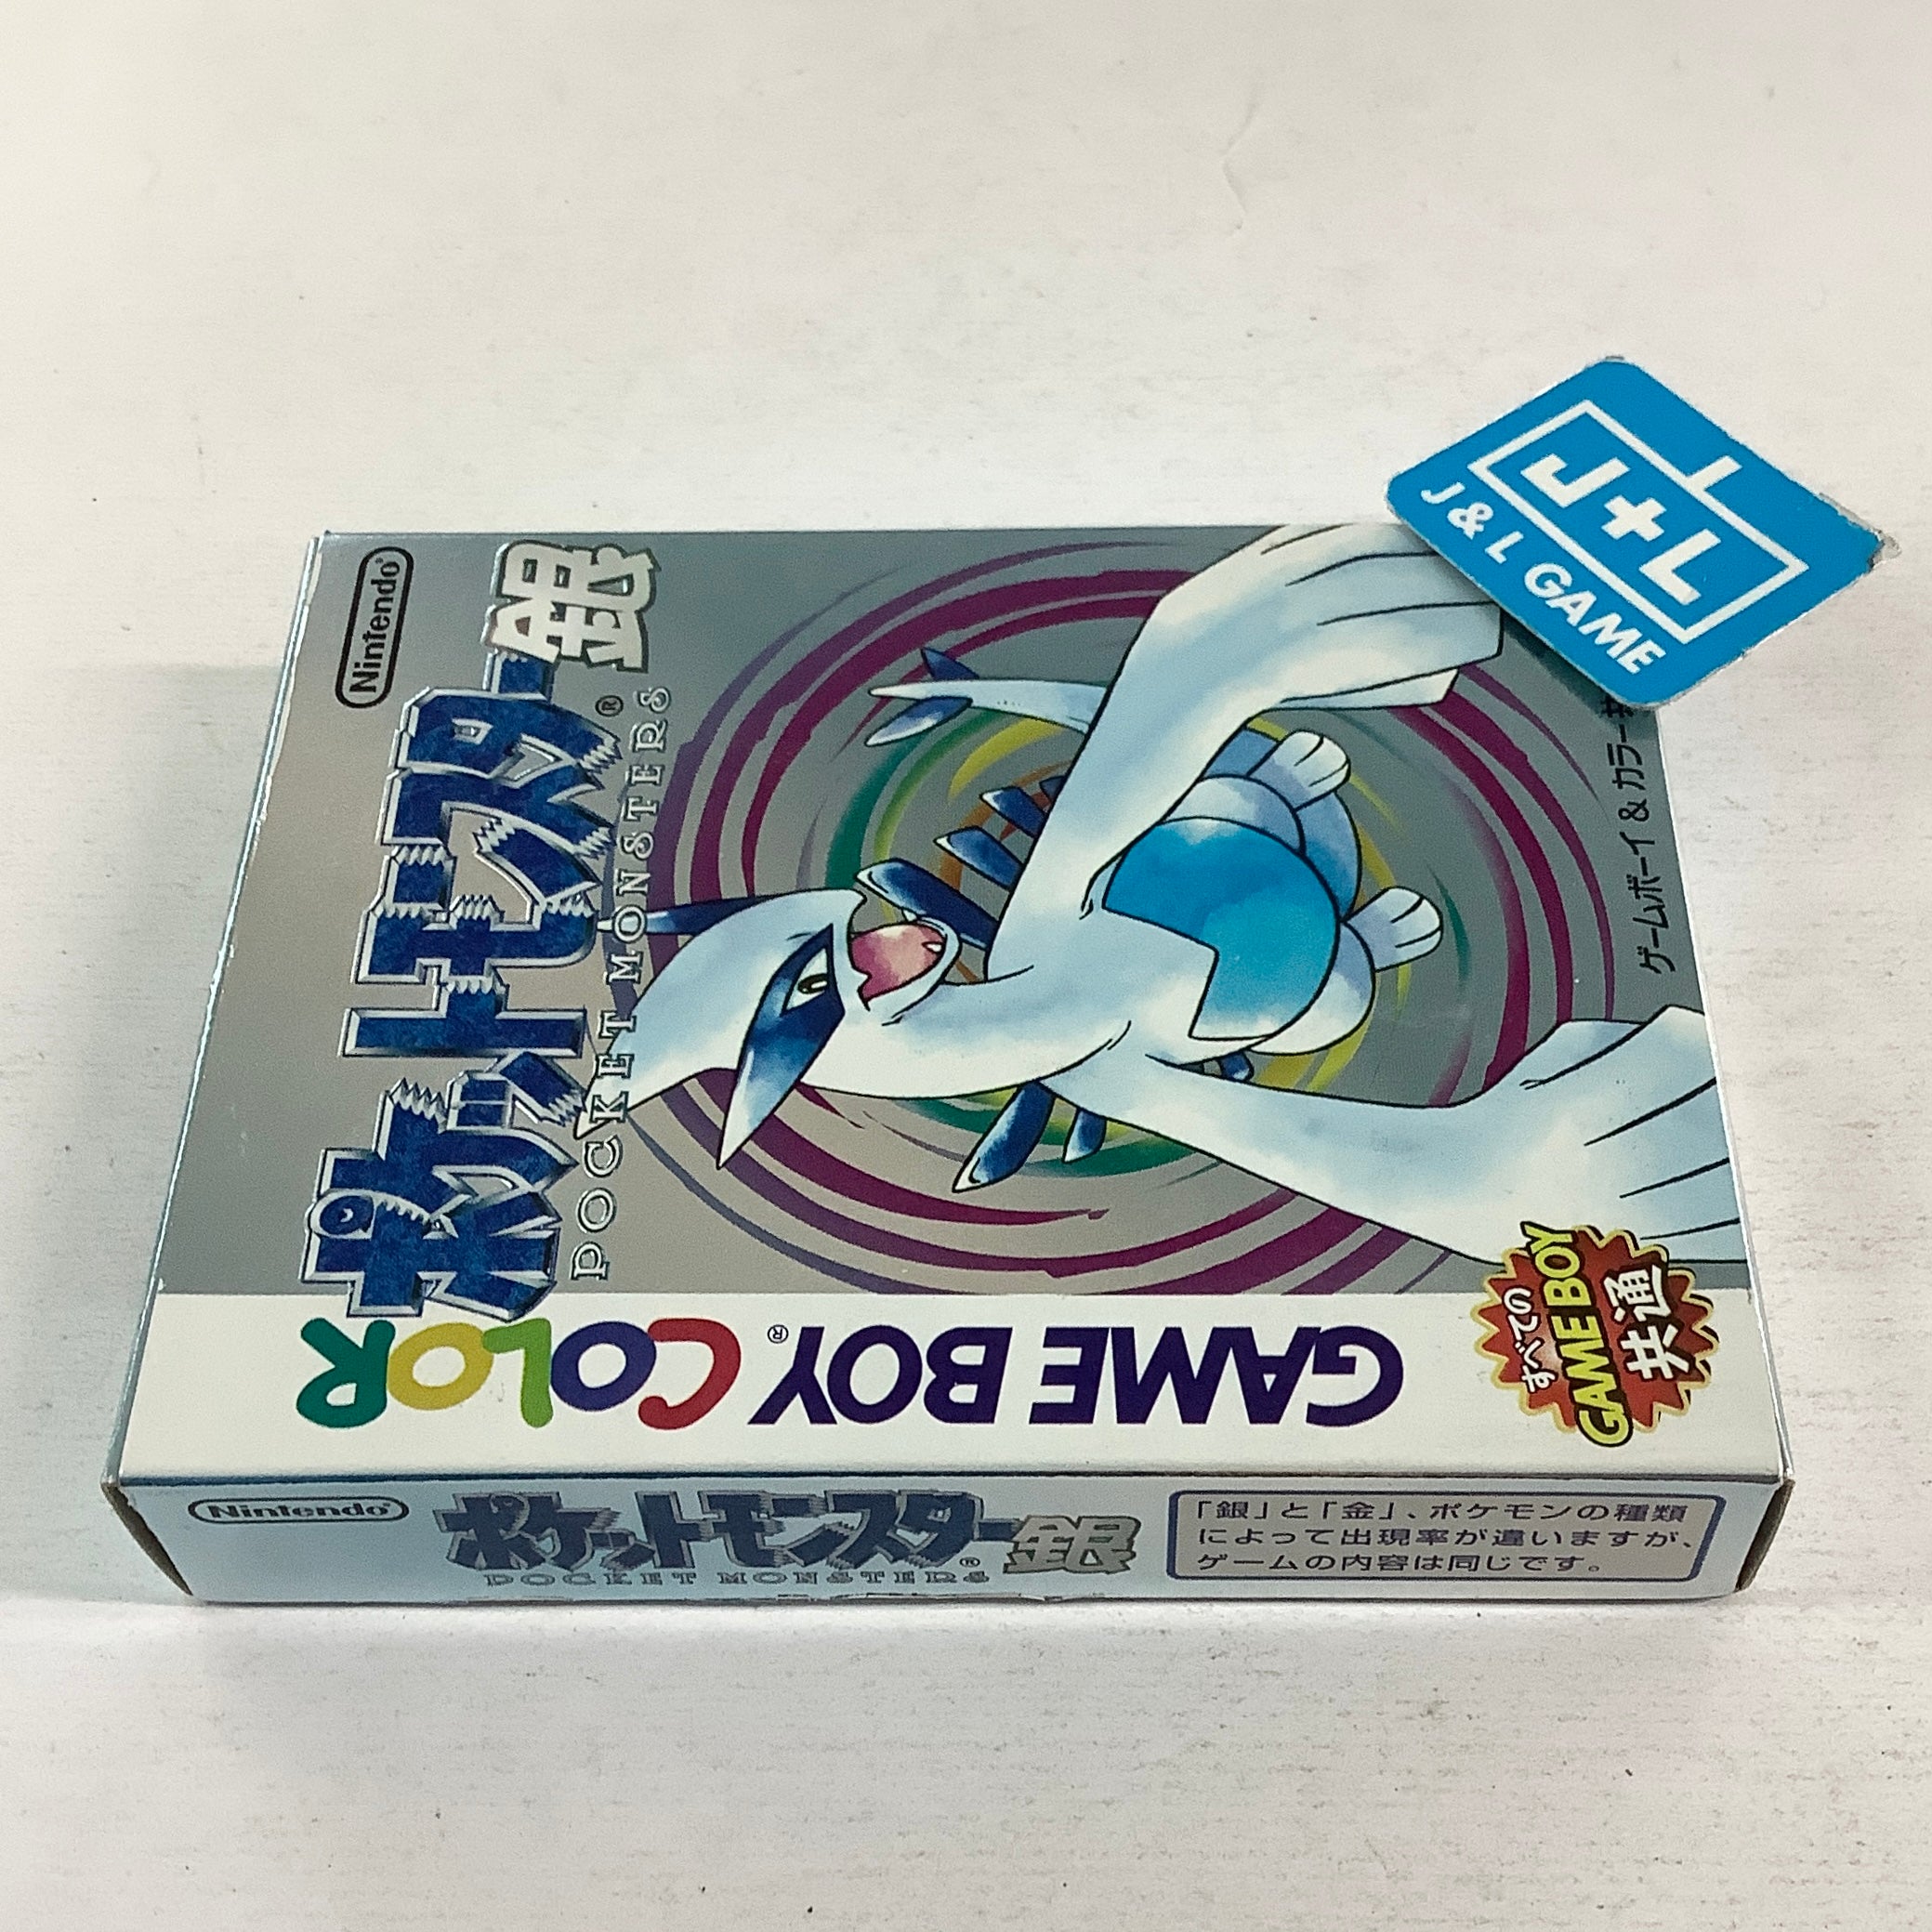 Nintendo®
ポケットモンスター銀
POCKET MONSTERS®
ゲームボーイ&カラー
GAME BOY COLOR®
すべての
GAME BOY
共通
J+L
J&L GAME
Nintendo®
ポケットモンスター銀
POCKET MONSTERS®
「銀」と「金」、ポケモンの種類
によって出現率が違いますが、
ゲームの内容は同じです。